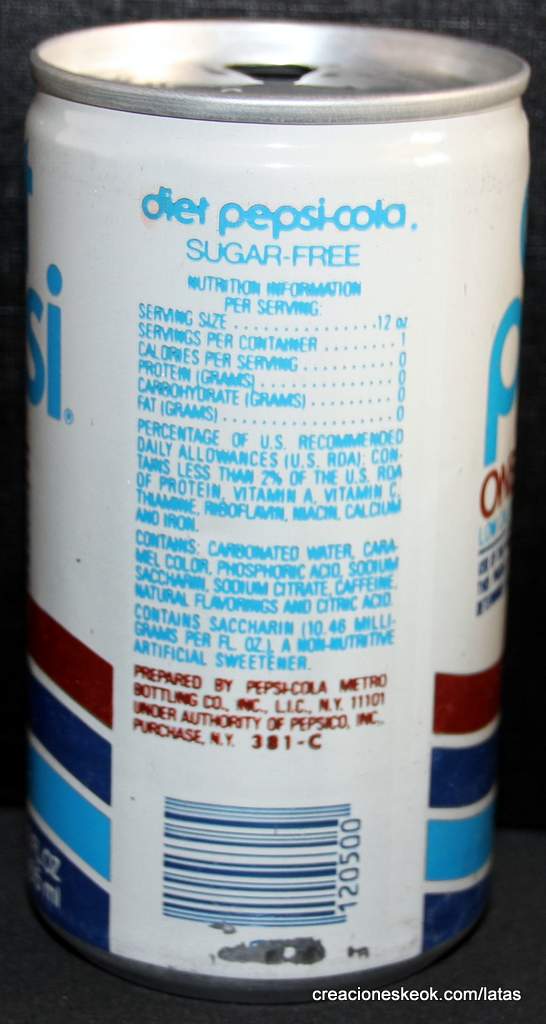 diet pepsi-cola®
SUGAR-FREE
NUTRITION INFORMATION
PER SERVING:
SERVING SIZE ..................12 oz
SERVINGS PER CONTAINER ........ 1
CALORIES PER SERVING .......... 0
PROTEIN (GRAMS) ............... 0
CARBOHYDRATE (GRAMS) .......... 0
FAT (GRAMS) ................... 0
PERCENTAGE OF U.S. RECOMMENDED
DAILY ALLOWANCES (U.S. RDA): CON-
TAINS LESS THAN 2% OF THE U.S. RDA
OF PROTEIN, VITAMIN A, VITAMIN C,
THIAMINE, RIBOFLAVIN, NIACIN, CALCIUM
AND IRON.
CONTAINS: CARBONATED WATER, CARA-
MEL COLOR, PHOSPHORIC ACID, SODIUM
SACCHARIN, SODIUM CITRATE, CAFFEINE,
NATURAL FLAVORINGS AND CITRIC ACID.
CONTAINS SACCHARIN (10.46 MILLI-
GRAMS PER FL. OZ.), A NON-NUTRITIVE
ARTIFICIAL SWEETENER.
PREPARED BY PEPSI-COLA METRO
BOTTLING CO., INC., L.I.C., N.Y. 11101
UNDER AUTHORITY OF PEPSICO, INC.,
PURCHASE, N.Y. 381-C
120500
si®
oz
ml
p
creacioneskeok.com/latas